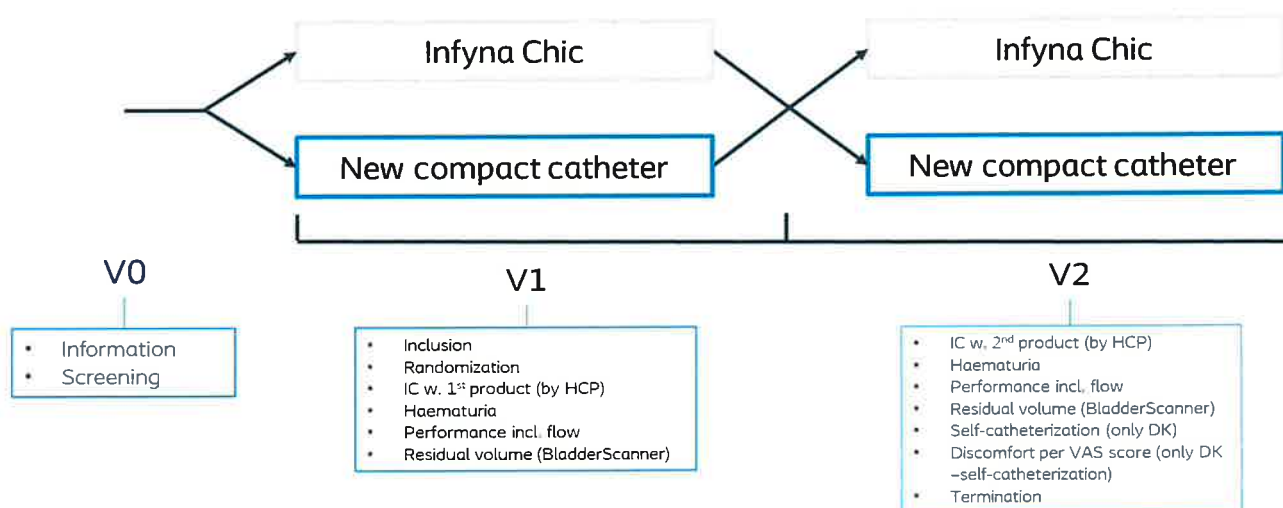 Infyna Chic
Infyna Chic
New compact catheter
New compact catheter
V0
V1
V2
• Information
• Screening
• Inclusion
• Randomization
• IC w. 1st product (by HCP)
• Haematuria
• Performance incl. flow
• Residual volume (BladderScanner)
• IC w. 2nd product (by HCP)
• Haematuria
• Performance incl. flow
• Residual volume (BladderScanner)
• Self-catheterization (only DK)
• Discomfort per VAS score (only DK
–self-catheterization)
• Termination